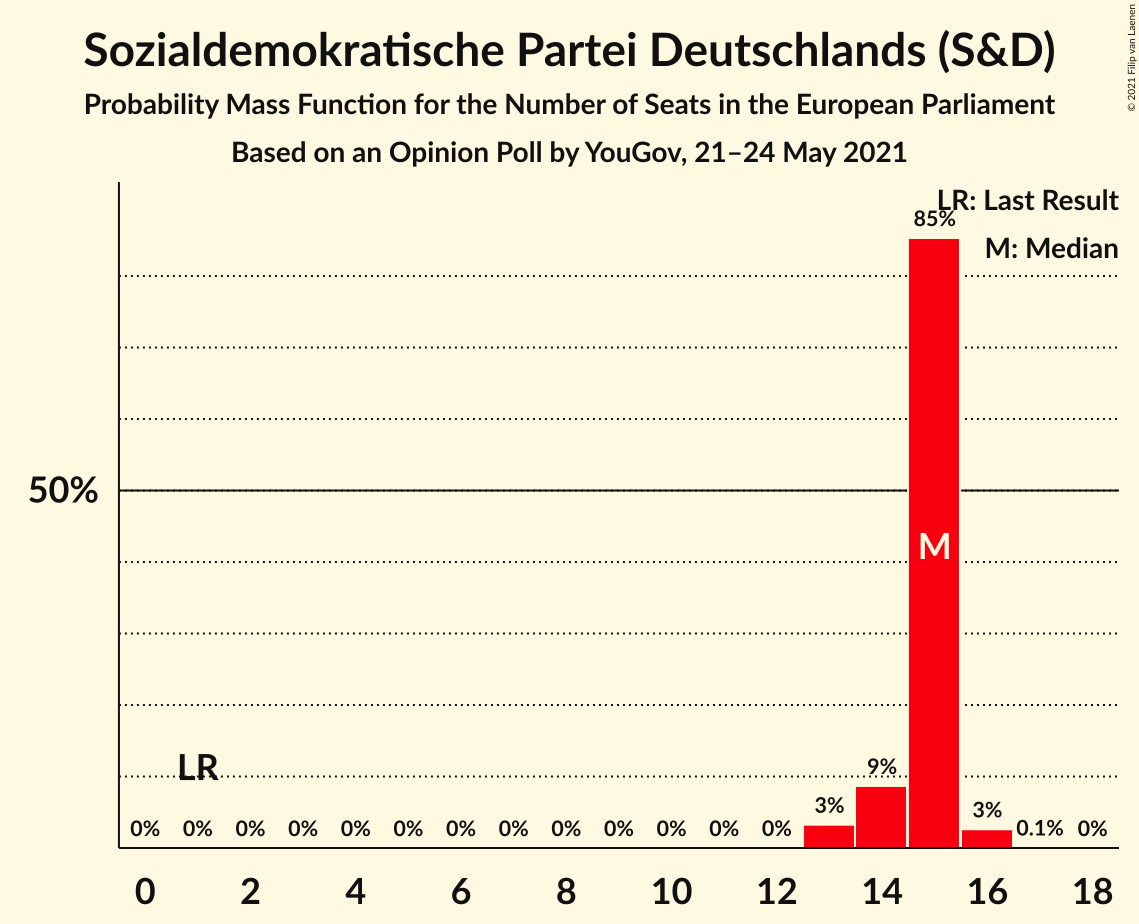 Sozialdemokratische Partei Deutschlands (S&D)
Probability Mass Function for the Number of Seats in the European Parliament
Based on an Opinion Poll by YouGov, 21–24 May 2021
© 2021 Filip van Laenen
LR: Last Result
M: Median
85%
50%
M
LR
9%
3%
3%
0% 0% 0% 0% 0% 0% 0% 0% 0% 0% 0% 0% 0% 0.1% 0%
0 2 4 6 8 10 12 14 16 18